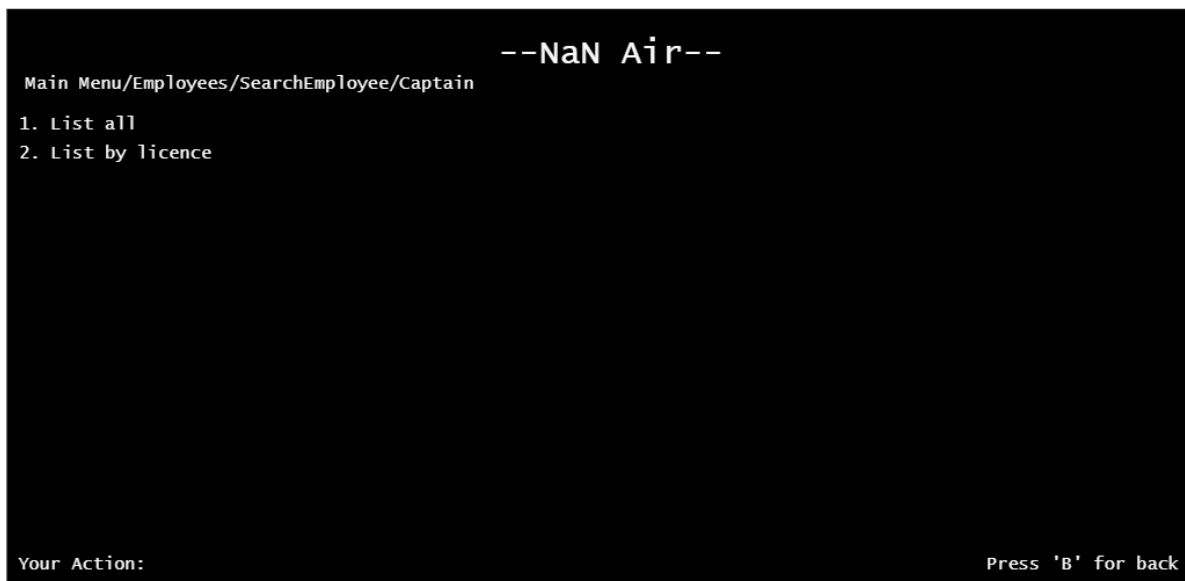 --NaN Air--
Main Menu/Employees/SearchEmployee/Captain
1. List all
2. List by licence
Your Action:
Press 'B' for back